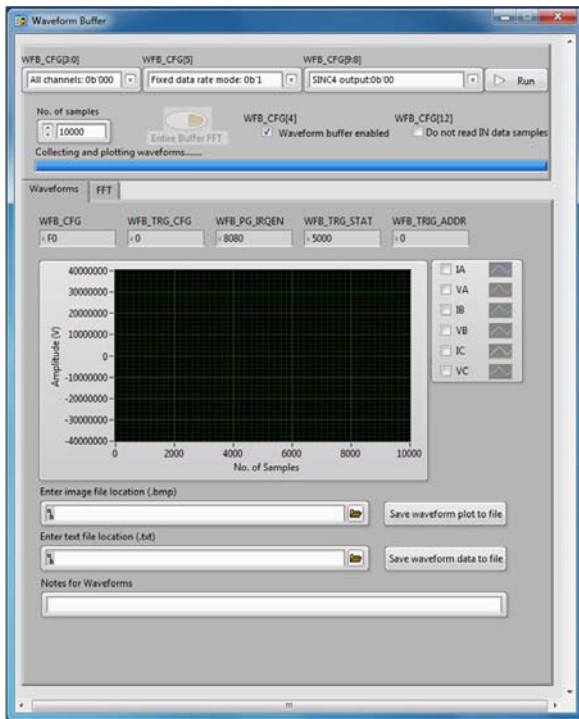 Waveform Buffer
WFB_CFG[3:0] WFB_CFG[5] WFB_CFG[9:8]
All channels: 0b'000 Fixed data rate mode: 0b'1 SINC4 output:0b'00 Run
No. of samples WFB_CFG[4] WFB_CFG[12]
10000 Entire Buffer FFT Waveform buffer enabled Do not read IN data samples
Collecting and plotting waveforms......
Waveforms FFT
WFB_CFG WFB_TRG_CFG WFB_PG_IRQEN WFB_TRG_STAT WFB_TRIG_ADDR
x F0 x 0 x 8080 x 5000 x 0
40000000
30000000
20000000
10000000
0
-10000000
-20000000
-30000000
-40000000
Amplitude (V)
0 2000 4000 6000 8000 10000
No. of Samples
IA
VA
IB
VB
IC
VC
Enter image file location (.bmp)
Save waveform plot to file
Enter text file location (.txt)
Save waveform data to file
Notes for Waveforms